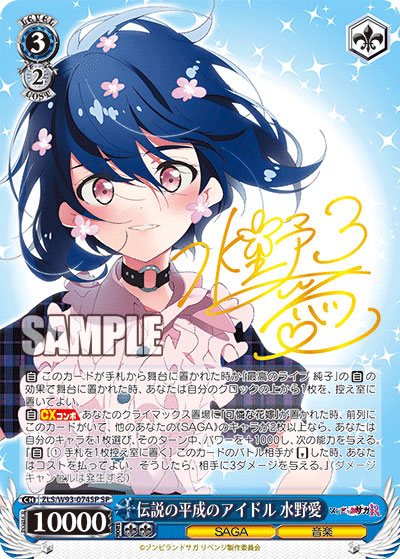 LEVEL
3
2
COST
水野愛 3
SAMPLE
【自】 このカードが手札から舞台に置かれた時か「最高のライブ 純子」の【自】の
効果で舞台に置かれた時、あなたは自分のクロックの上から1枚を、控え室に
置いてよい。
【自】 CXコンボ あなたのクライマックス置場に「可憐な花嫁」が置かれた時、前列に
このカードがいて、他のあなたの《SAGA》のキャラが2枚以上なら、あなたは
自分のキャラを1枚選び、そのターン中、パワーを+1000し、次の能力を与える。
『【自】［① 手札を1枚控え室に置く］ このカードのバトル相手が した時、あな
たはコストを払ってよい。そうしたら、相手に3ダメージを与える。』（ダメージ
キャンセルは発生する）
CH
ZLS/W93-074SP SP
10000
伝説の平成のアイドル 水野愛
SAGA
音楽
©ゾンビランドサガ リベンジ製作委員会